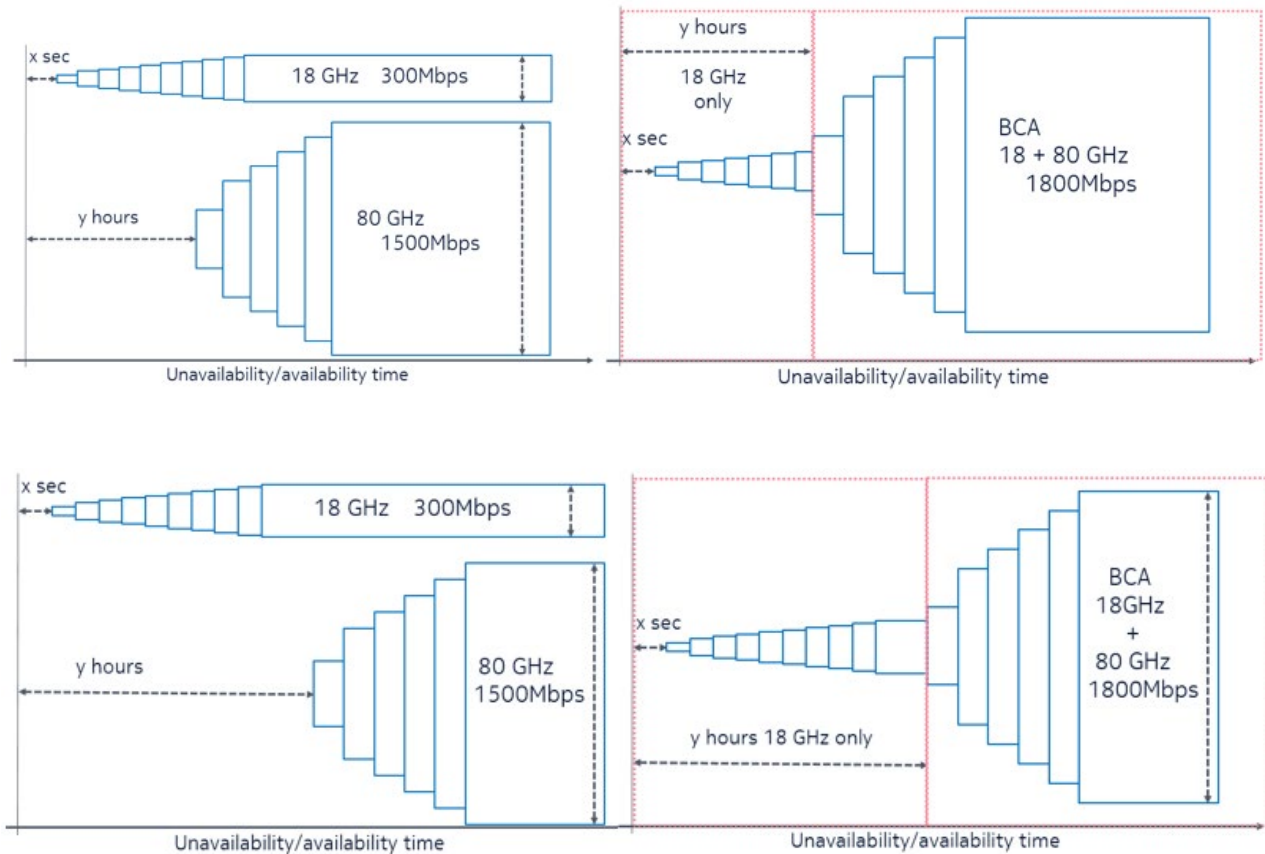 x sec
18 GHz 300Mbps
y hours
80 GHz
1500Mbps
Unavailability/availability time
y hours
18 GHz
only
x sec
BCA
18 + 80 GHz
1800Mbps
Unavailability/availability time
x sec
18 GHz 300Mbps
y hours
80 GHz
1500Mbps
Unavailability/availability time
x sec
y hours 18 GHz only
BCA
18GHz
+
80 GHz
1800Mbps
Unavailability/availability time